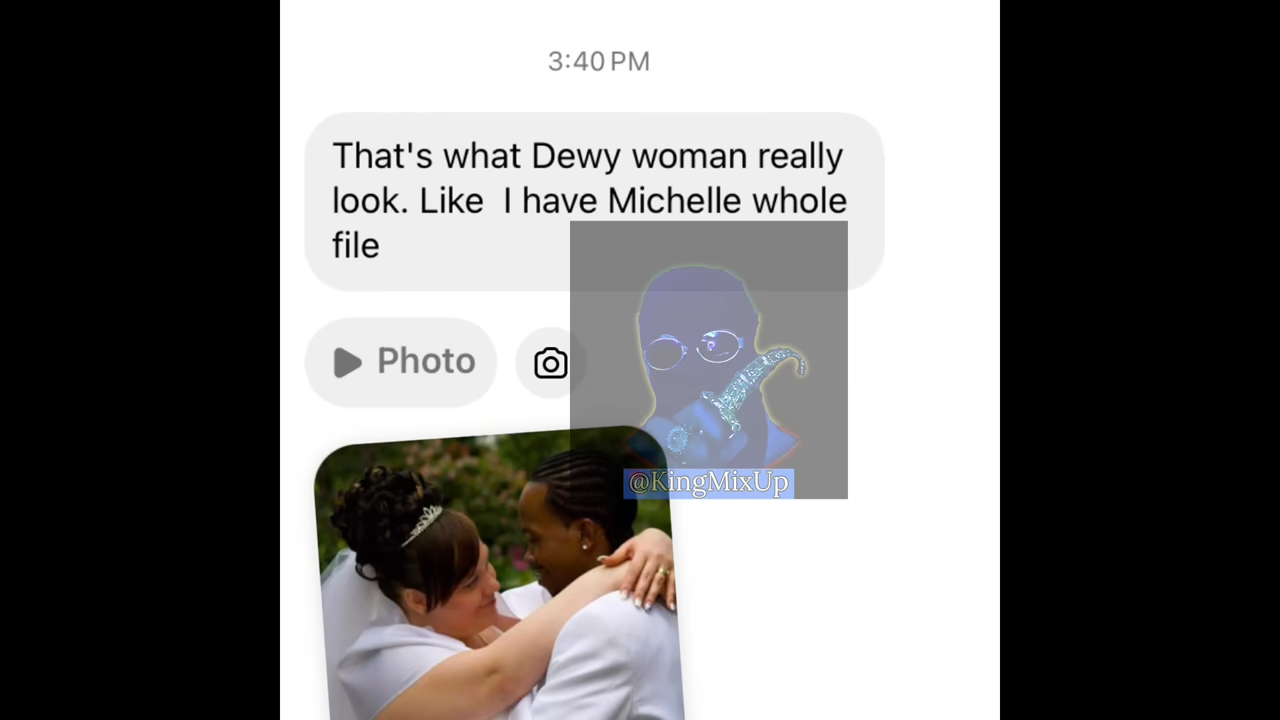 3:40 PM
That's what Dewy woman really
look. Like  I have Michelle whole
file
Photo
@KingMixUp